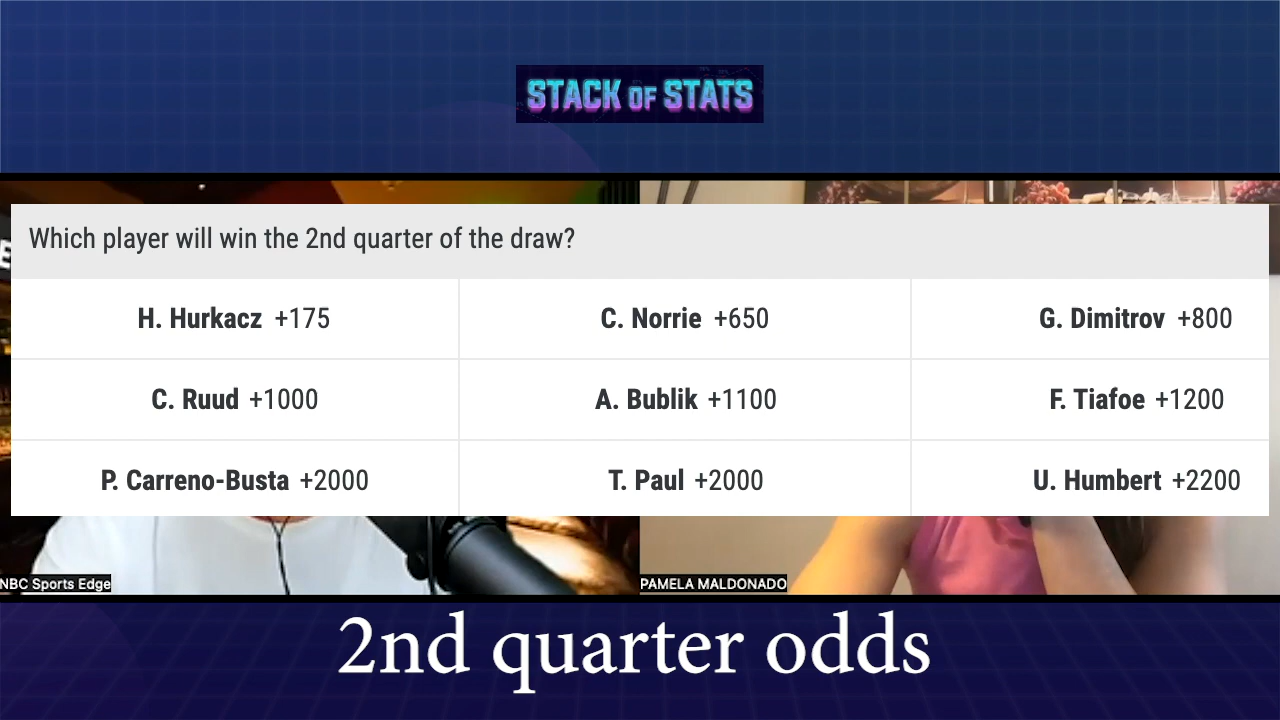 STACK OF STATS
Which player will win the 2nd quarter of the draw?
H. Hurkacz +175 C. Norrie +650 G. Dimitrov +800
C. Ruud +1000 A. Bublik +1100 F. Tiafoe +1200
P. Carreno-Busta +2000 T. Paul +2000 U. Humbert +2200
NBC Sports Edge PAMELA MALDONADO
2nd quarter odds